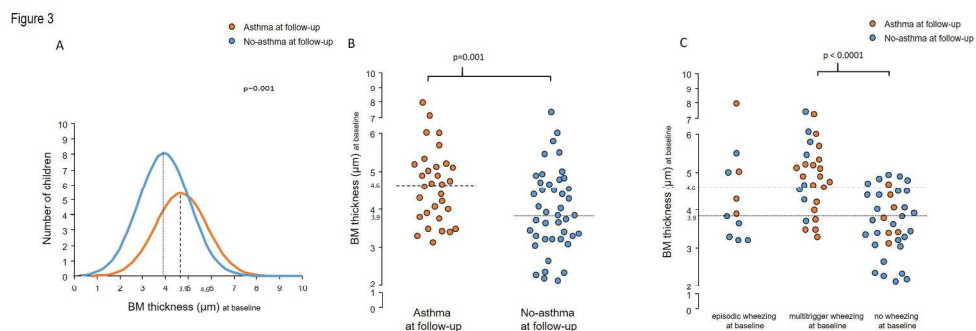 Figure 3
A
Asthma at follow-up
No-asthma at follow-up
p=0.001
Number of children
10
9
8
7
6
5
4
3
2
1
0
0 1 2 3 4 5 6 7 8 9 10
BM thickness (µm) at baseline
B
p=0.001
BM thickness (µm) at baseline
10
9
8
7
6
5
4.6
4
3.9
3
2
1
0
Asthma
at follow-up
No-asthma
at follow-up
Asthma at follow-up
No-asthma at follow-up
C
p < 0.0001
BM thickness (µm) at baseline
10
9
8
7
6
5
4.6
4
3.9
3
2
1
0
episodic wheezing
at baseline
multitrigger wheezing
at baseline
no wheezing
at baseline